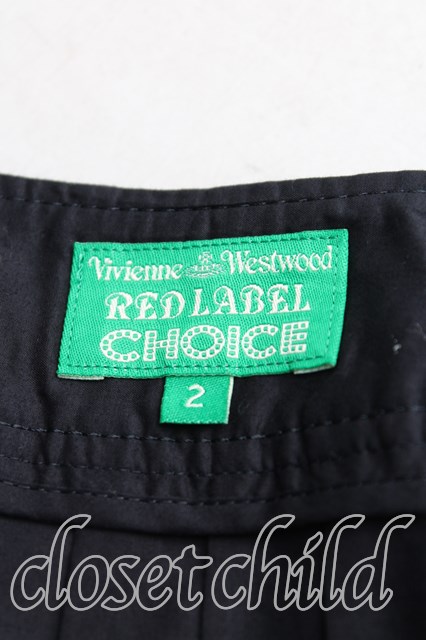 Vivienne Westwood
RED LABEL
CHOICE
2
closet child